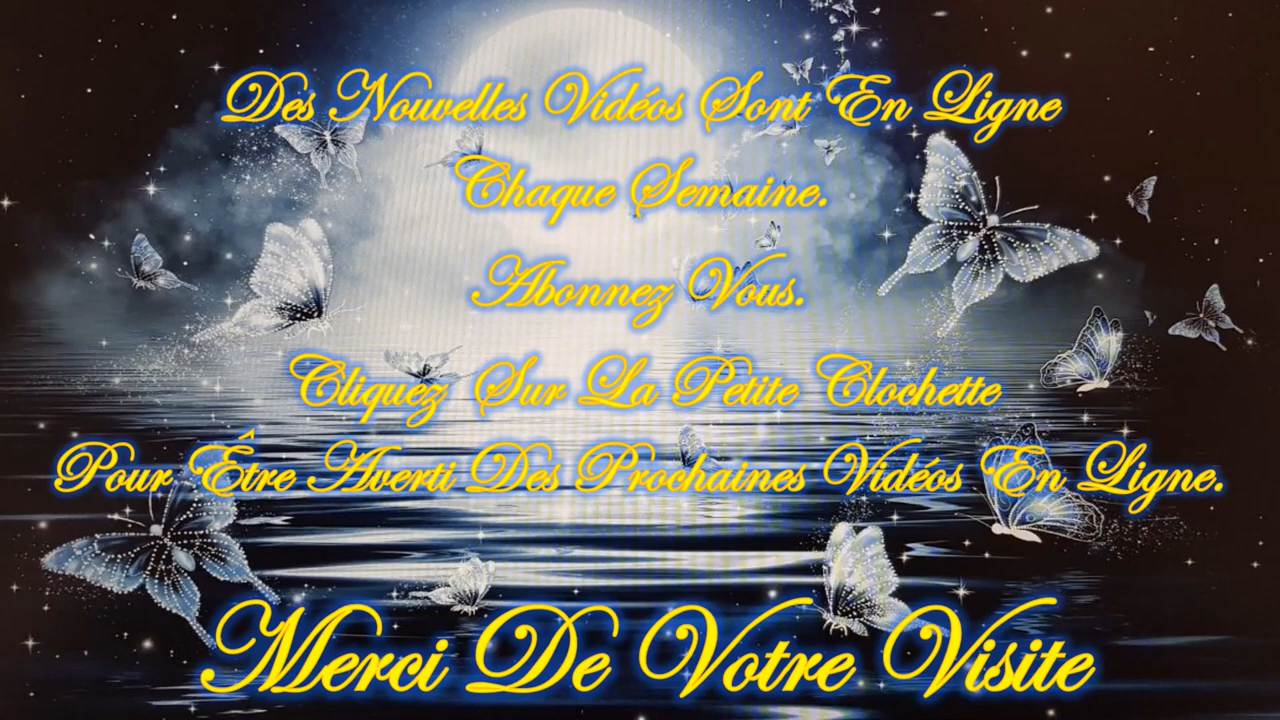 Des Nouvelles Vidéos Sont En Ligne
Chaque Semaine.
Abonnez Vous.
Cliquez Sur La Petite Clochette
Pour Être Averti Des Prochaines Vidéos En Ligne.
Merci De Votre Visite